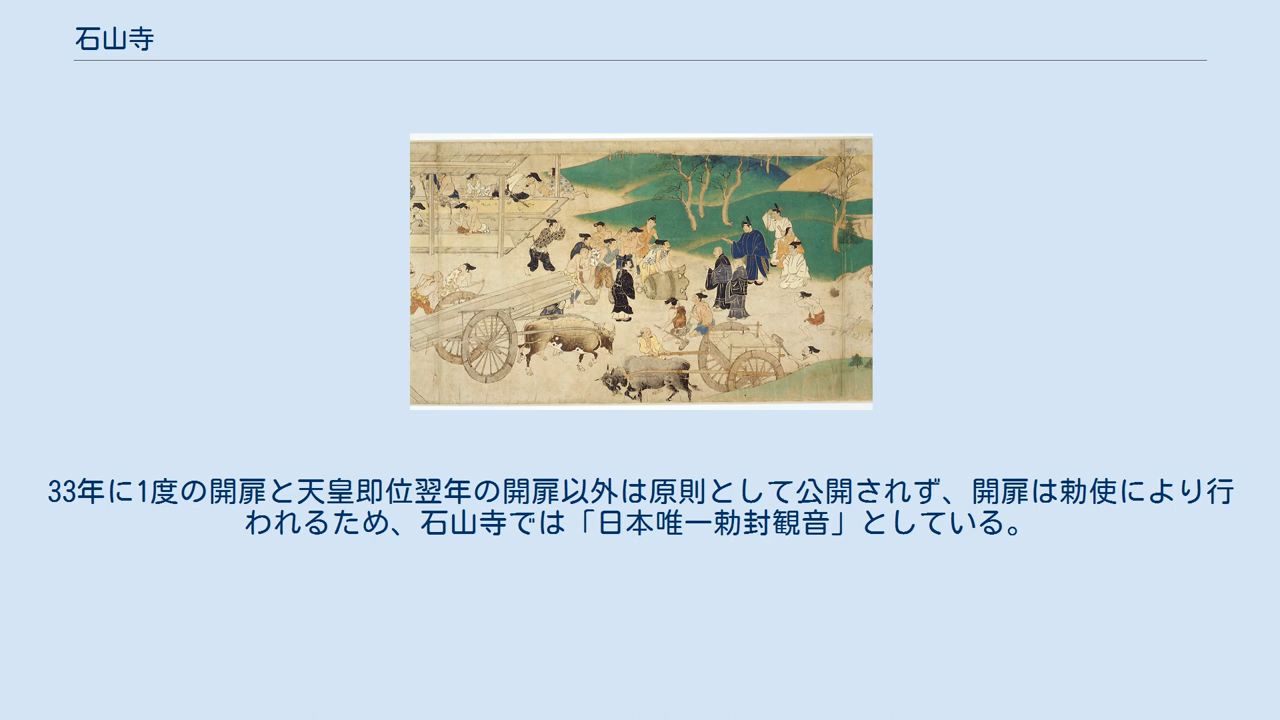 石山寺
33年に1度の開扉と天皇即位翌年の開扉以外は原則として公開されず、開扉は勅使により行
われるため、石山寺では「日本唯一勅封観音」としている。